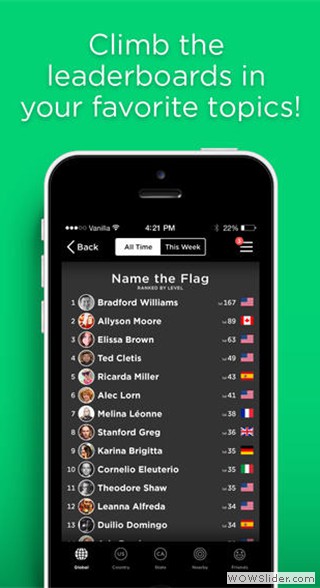 Climb the
leaderboards in
your favorite topics!
Vanilla 4:21 PM 22%
Back All Time This Week
Name the Flag
RANKED BY LEVEL
1 Bradford Williams Lvl 167
2 Allyson Moore Lvl 89
3 Elissa Brown Lvl 63
4 Ted Cletis Lvl 49
5 Ricarda Miller Lvl 43
6 Alec Lorn Lvl 41
7 Melina Léonne Lvl 38
8 Stanford Greg Lvl 36
9 Karina Brigitta Lvl 36
10 Cornelio Eleuterio Lvl 35
11 Theodore Shaw Lvl 35
12 Leanna Alfreda Lvl 34
13 Duilio Domingo Lvl 34
US CA
Global Country State Nearby Friends
WOWSlider.com